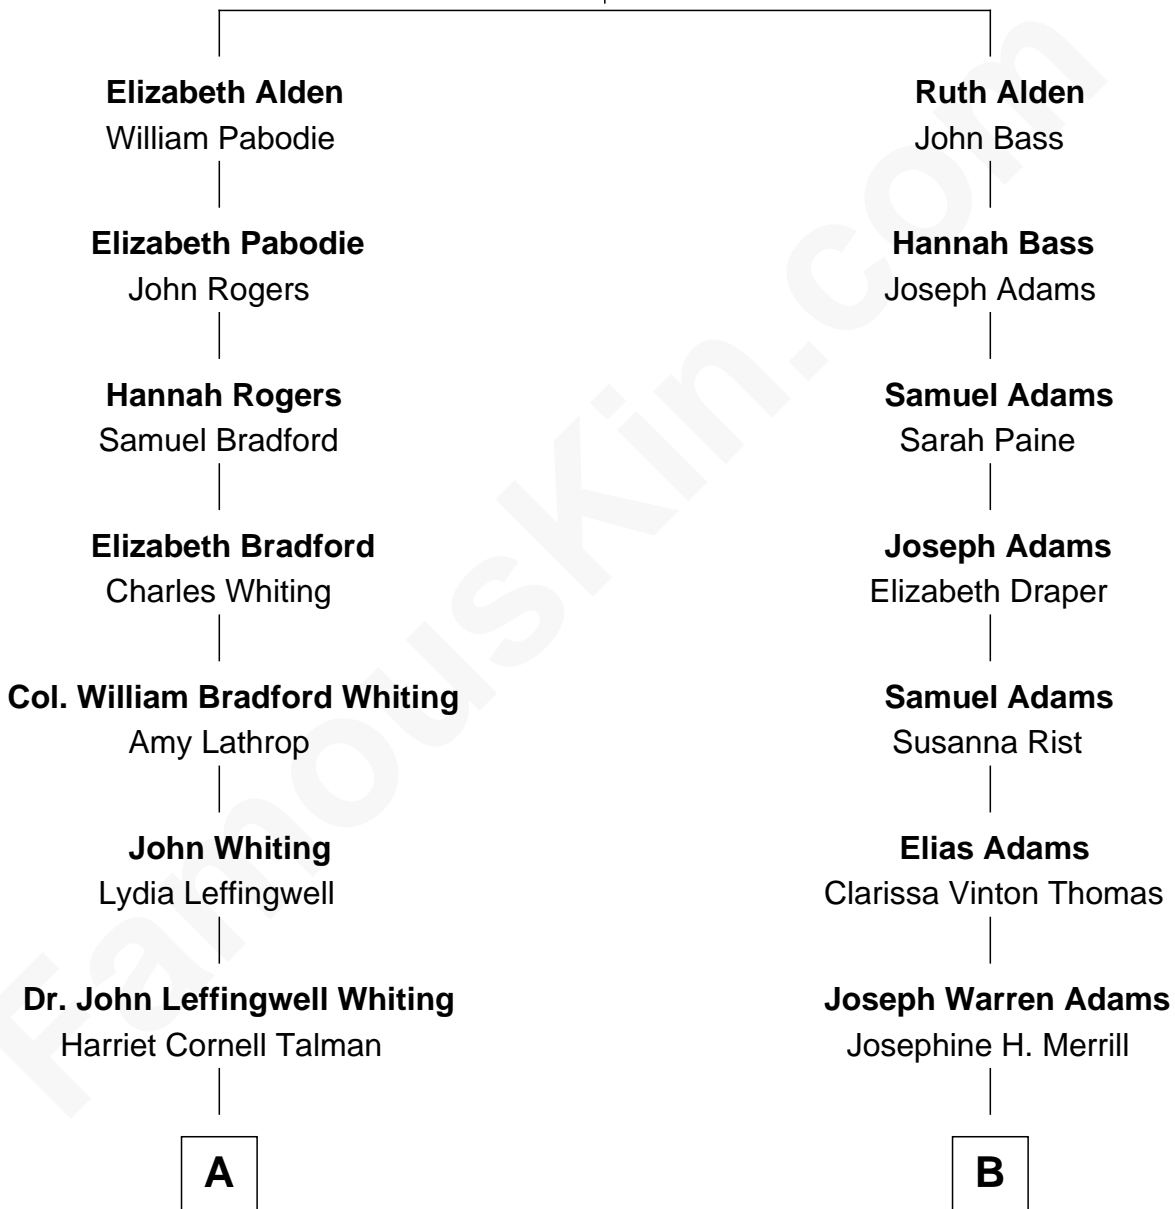 Elizabeth Alden
William Pabodie
Elizabeth Pabodie
John Rogers
Hannah Rogers
Samuel Bradford
Elizabeth Bradford
Charles Whiting
Col. William Bradford Whiting
Amy Lathrop
John Whiting
Lydia Leffingwell
Dr. John Leffingwell Whiting
Harriet Cornell Talman
A
Ruth Alden
John Bass
Hannah Bass
Joseph Adams
Samuel Adams
Sarah Paine
Joseph Adams
Elizabeth Draper
Samuel Adams
Susanna Rist
Elias Adams
Clarissa Vinton Thomas
Joseph Warren Adams
Josephine H. Merrill
B
FamousKin.com